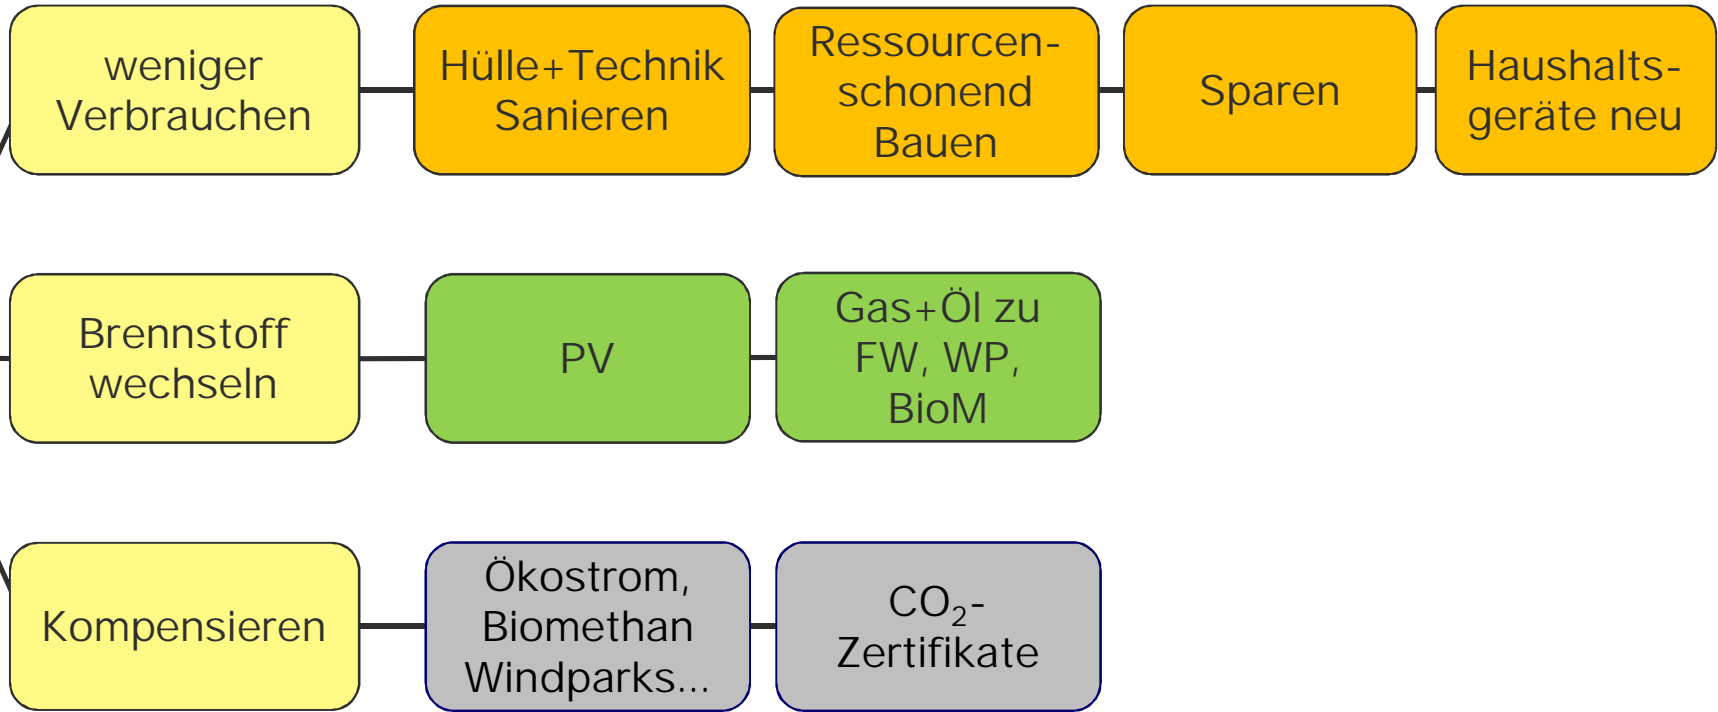 weniger
Verbrauchen
Hülle+Technik
Sanieren
Ressourcen-
schonend
Bauen
Sparen
Haushalts-
geräte neu
Brennstoff
wechseln
PV
Gas+Öl zu
FW, WP,
BioM
Kompensieren
Ökostrom,
Biomethan
Windparks...
CO₂-
Zertifikate